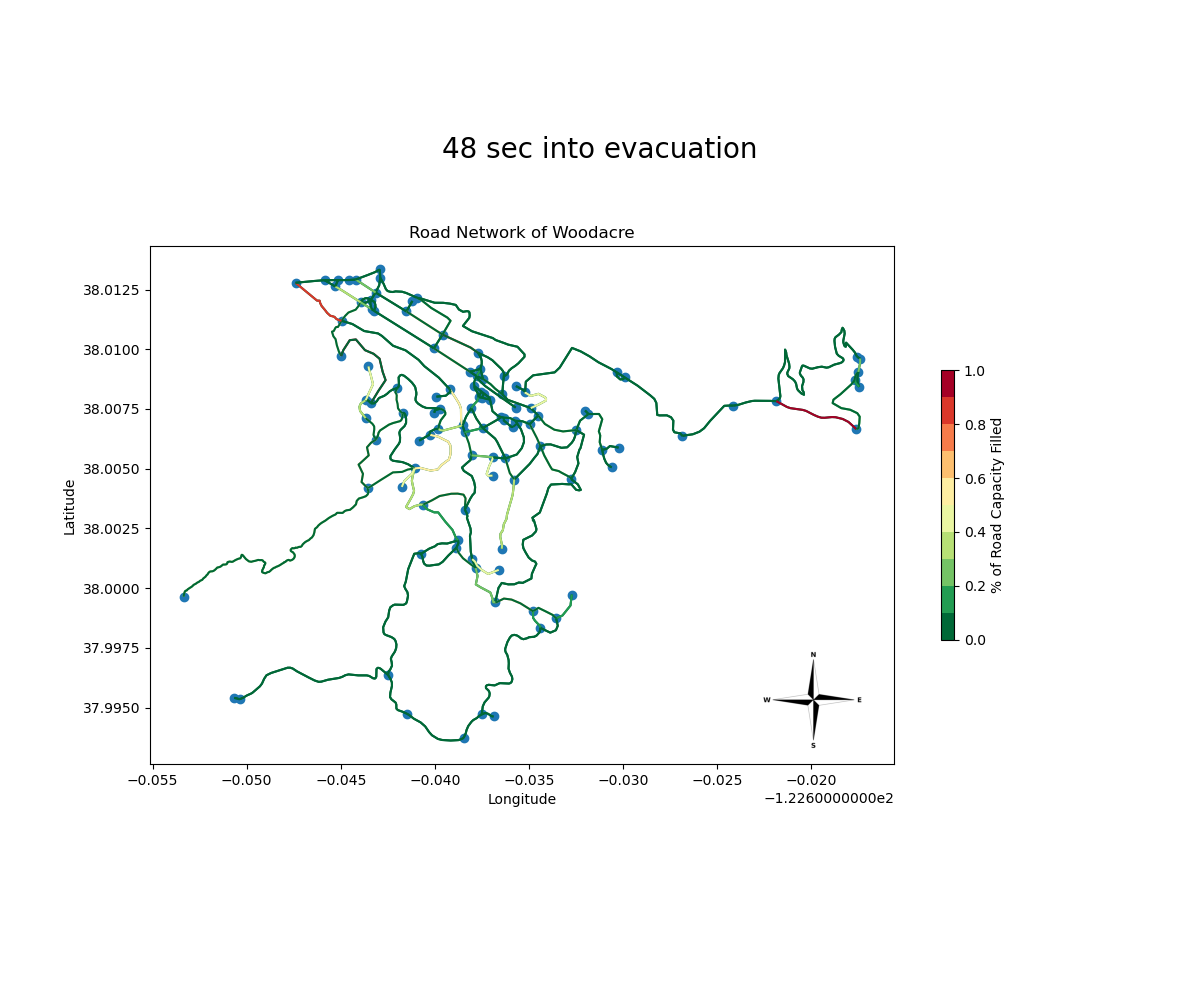 48 sec into evacuation
Road Network of Woodacre
Latitude
38.0125
38.0100
38.0075
38.0050
38.0025
38.0000
37.9975
37.9950
−0.055 −0.050 −0.045 −0.040 −0.035 −0.030 −0.025 −0.020
Longitude
−1.2260000000e2
N
W E
S
1.0
0.8
0.6
0.4
0.2
0.0
% of Road Capacity Filled